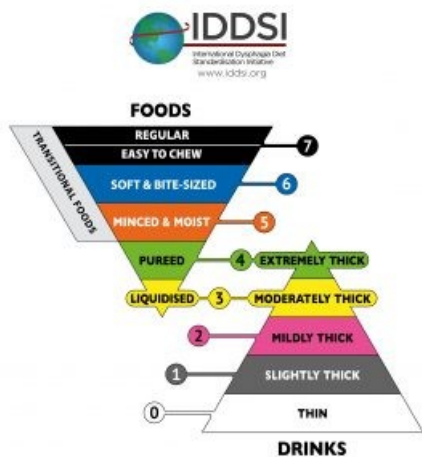 IDDSI
International Dysphagia Diet
Standardisation Initiative
www.iddsi.org
FOODS
TRANSITIONAL FOODS
REGULAR
EASY TO CHEW
7
SOFT & BITE-SIZED
6
MINCED & MOIST
5
PUREED
4
EXTREMELY THICK
LIQUIDISED
3
MODERATELY THICK
2
MILDLY THICK
1
SLIGHTLY THICK
0
THIN
DRINKS